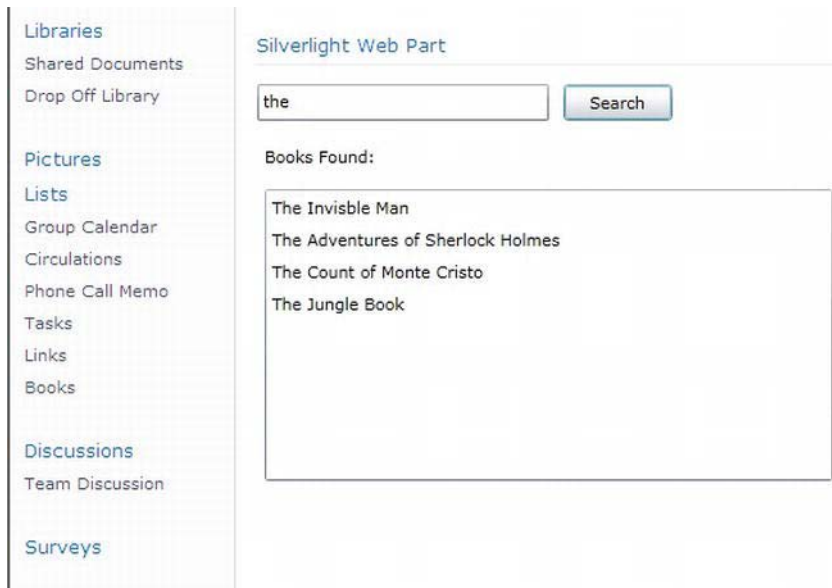 Libraries
Shared Documents
Drop Off Library
Pictures
Lists
Group Calendar
Circulations
Phone Call Memo
Tasks
Links
Books
Discussions
Team Discussion
Surveys
Silverlight Web Part
the
Search
Books Found:
The Invisble Man
The Adventures of Sherlock Holmes
The Count of Monte Cristo
The Jungle Book